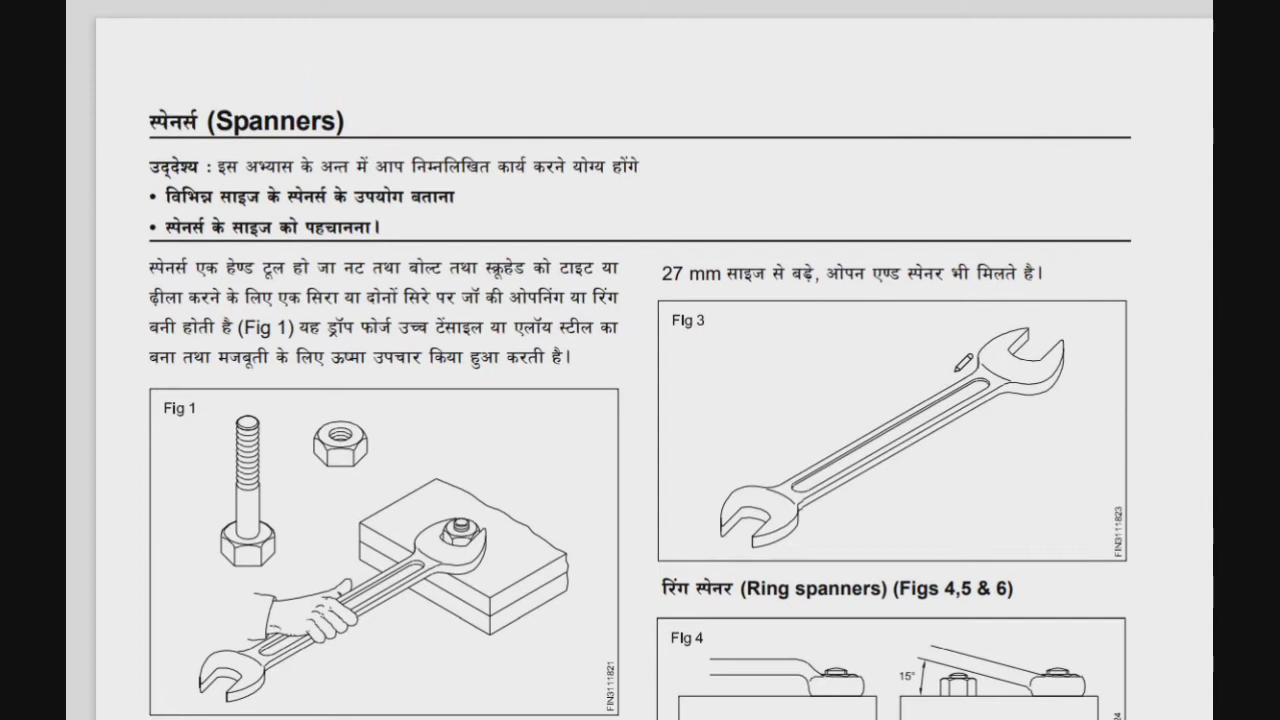 स्पेनर्स (Spanners)
उद्देश्य : इस अभ्यास के अन्त में आप निम्नलिखित कार्य करने योग्य होंगे
• विभिन्न साइज के स्पेनर्स के उपयोग बताना
• स्पेनर्स के साइज को पहचानना।
स्पेनर्स एक हेण्ड टूल हो जा नट तथा बोल्ट तथा स्क्रूहेड को टाइट या
ढ़ीला करने के लिए एक सिरा या दोनों सिरे पर जॉ की ओपनिंग या रिंग
बनी होती है (Fig 1) यह ड्रॉप फोर्ज उच्च टेंसाइल या एलॉय स्टील का
बना तथा मजबूती के लिए ऊष्मा उपचार किया हुआ करती है।
Fig 1
FIN3111821
27 mm साइज से बढ़े, ओपन एण्ड स्पेनर भी मिलते है।
FIg 3
FIN3111823
रिंग स्पेनर (Ring spanners) (Figs 4,5 & 6)
FIg 4
15°
24